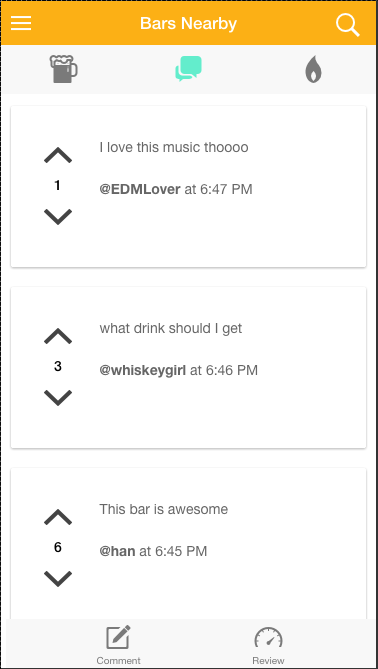 Bars Nearby
I love this music thoooo
1
@EDMLover at 6:47 PM
what drink should I get
3
@whiskeygirl at 6:46 PM
This bar is awesome
6
@han at 6:45 PM
Comment
Review